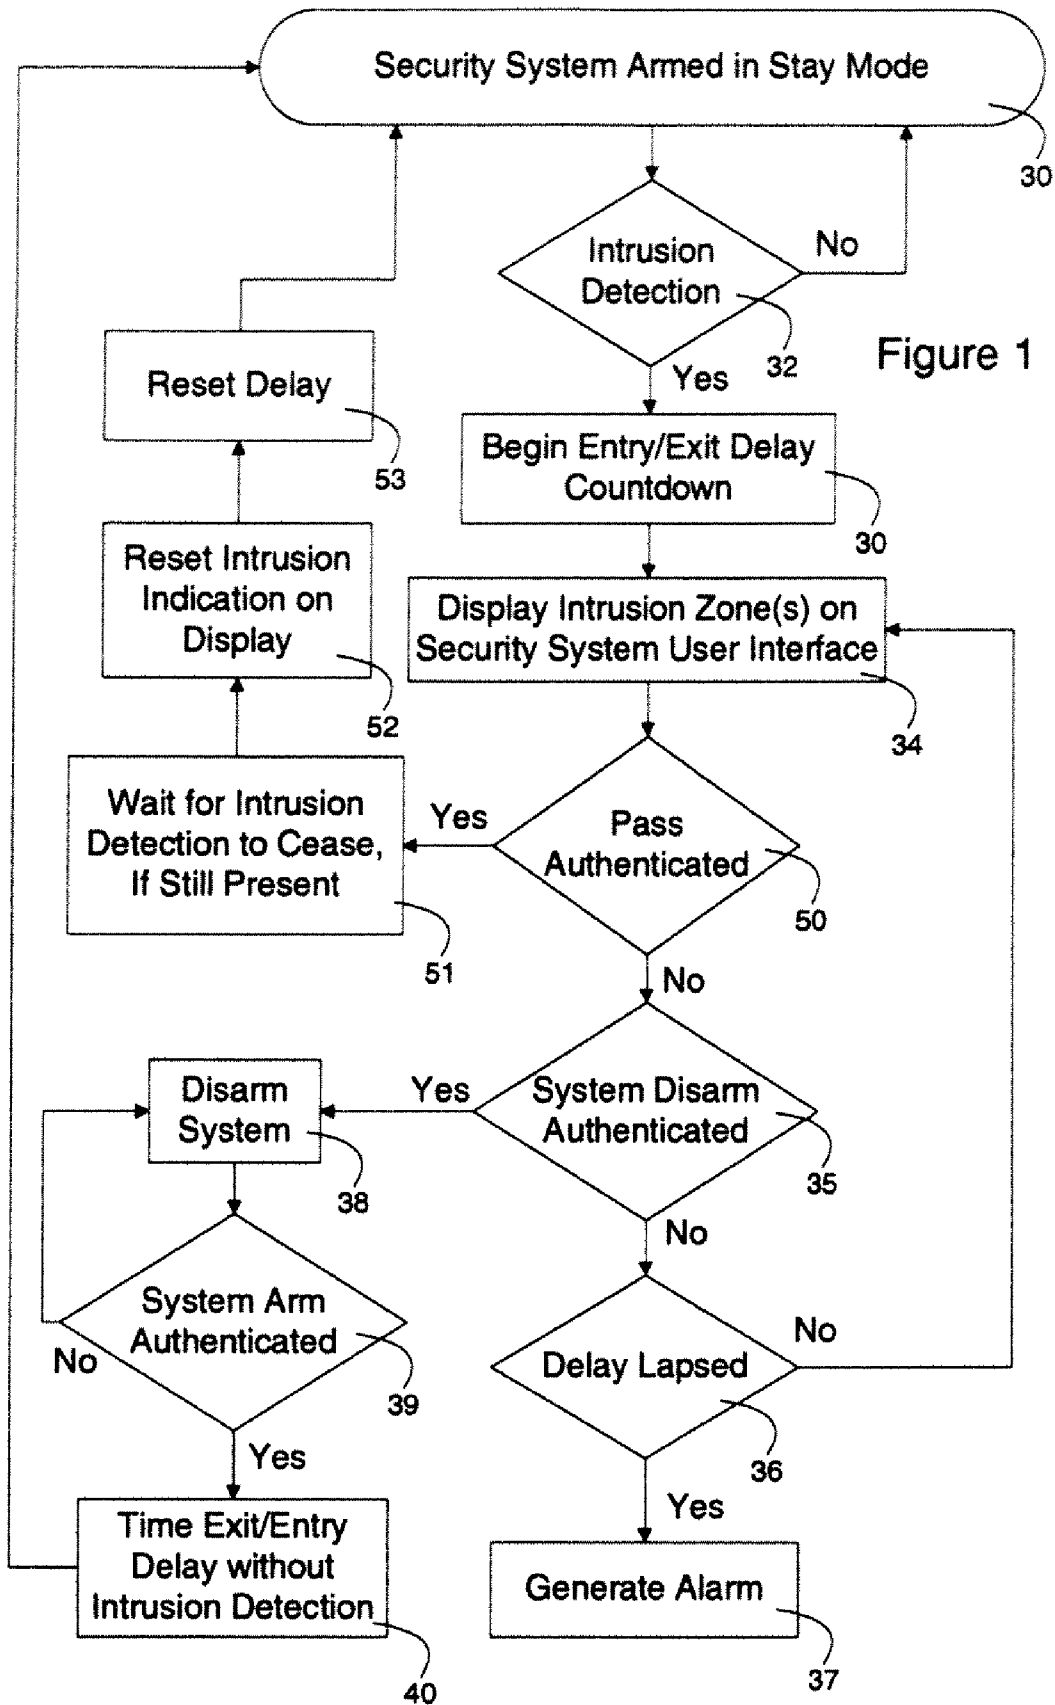 Security System Armed in Stay Mode
30
Intrusion
Detection
No
32
Yes
Figure 1
Reset Delay
53
Begin Entry/Exit Delay
Countdown
30
Reset Intrusion
Indication on
Display
52
Display Intrusion Zone(s) on
Security System User Interface
34
Wait for Intrusion
Detection to Cease,
If Still Present
51
Yes
Pass
Authenticated
50
No
Disarm
System
38
Yes
System Disarm
Authenticated
35
No
System Arm
Authenticated
No
39
Yes
Delay Lapsed
No
36
Yes
Time Exit/Entry
Delay without
Intrusion Detection
40
Generate Alarm
37